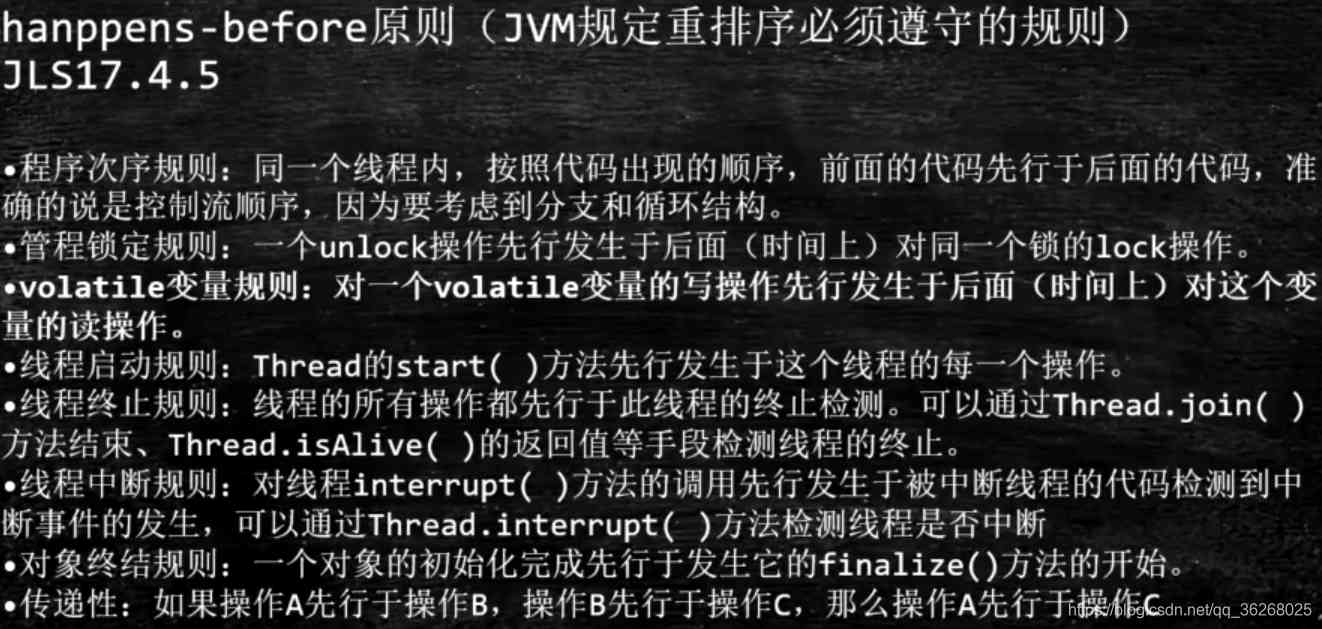 hanppens-before原则（JVM规定重排序必须遵守的规则）
JLS17.4.5
•程序次序规则：同一个线程内，按照代码出现的顺序，前面的代码先行于后面的代码，准
确的说是控制流顺序，因为要考虑到分支和循环结构。
•管程锁定规则：一个unlock操作先行发生于后面（时间上）对同一个锁的lock操作。
•volatile变量规则：对一个volatile变量的写操作先行发生于后面（时间上）对这个变
量的读操作。
•线程启动规则：Thread的start( )方法先行发生于这个线程的每一个操作。
•线程终止规则：线程的所有操作都先行于此线程的终止检测。可以通过Thread.join( )
方法结束、Thread.isAlive( )的返回值等手段检测线程的终止。
•线程中断规则：对线程interrupt( )方法的调用先行发生于被中断线程的代码检测到中
断事件的发生，可以通过Thread.interrupt( )方法检测线程是否中断
•对象终结规则：一个对象的初始化完成先行于发生它的finalize()方法的开始。
•传递性：如果操作A先行于操作B，操作B先行于操作C，那么操作A先行于操作C
https://blog.csdn.net/qq_36268025